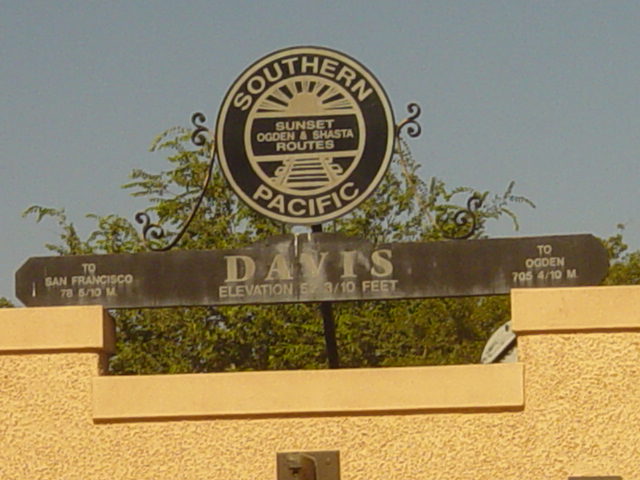 SOUTHERN
SUNSET
OGDEN & SHASTA
ROUTES
PACIFIC
DAVIS
ELEVATION 3/10 FEET
TO
SAN FRANCISCO
78 6/10 M.
TO
OGDEN
705 4/10 M.